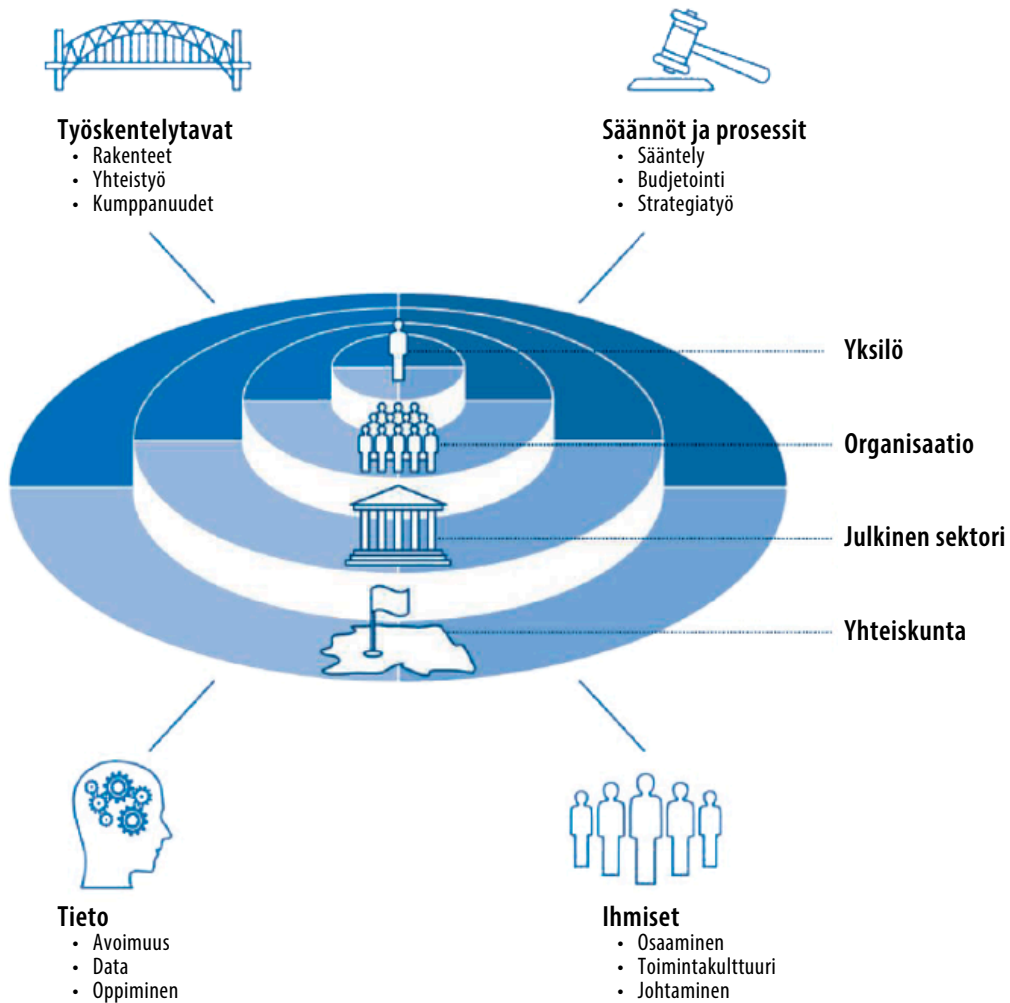 Työskentelytavat
• Rakenteet
• Yhteistyö
• Kumppanuudet
Säännöt ja prosessit
• Sääntely
• Budjetointi
• Strategiatyö
Yksilö
Organisaatio
Julkinen sektori
Yhteiskunta
Tieto
• Avoimuus
• Data
• Oppiminen
Ihmiset
• Osaaminen
• Toimintakulttuuri
• Johtaminen